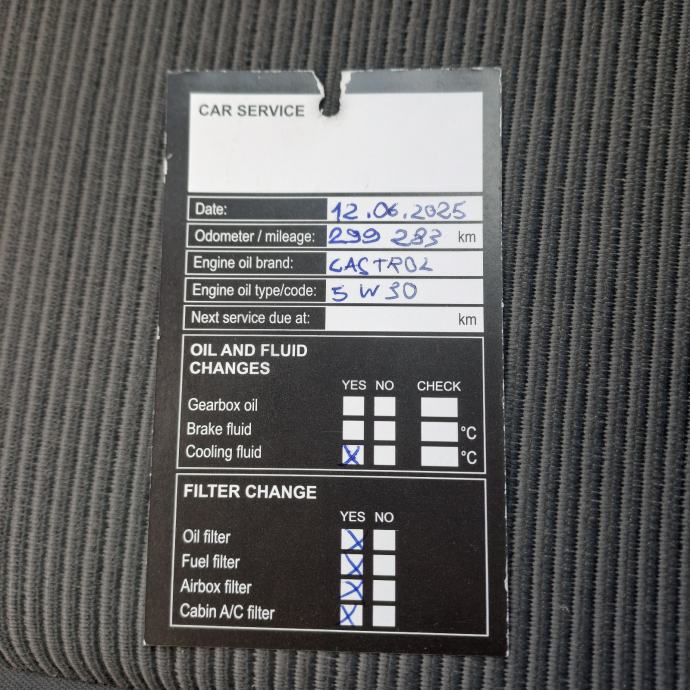 CAR SERVICE
Date: 12.06.2025
Odometer / mileage: 299 283 km
Engine oil brand: CASTROL
Engine oil type/code: 5 W 30
Next service due at: km
OIL AND FLUID
CHANGES
YES NO CHECK
Gearbox oil
Brake fluid °C
Cooling fluid X °C
FILTER CHANGE
YES NO
Oil filter X
Fuel filter X
Airbox filter X
Cabin A/C filter X